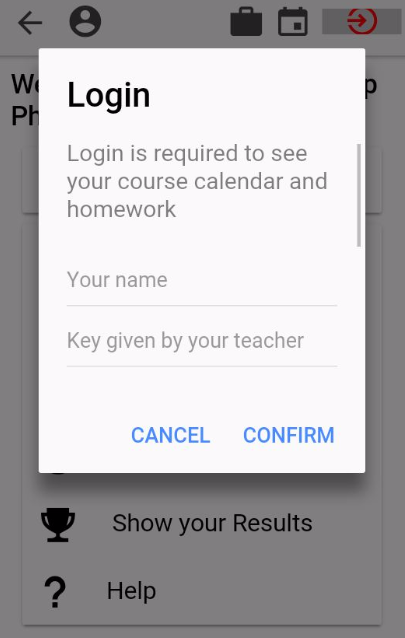 Login
Login is required to see
your course calendar and
homework
Your name
Key given by your teacher
CANCEL CONFIRM
Show your Results
? Help